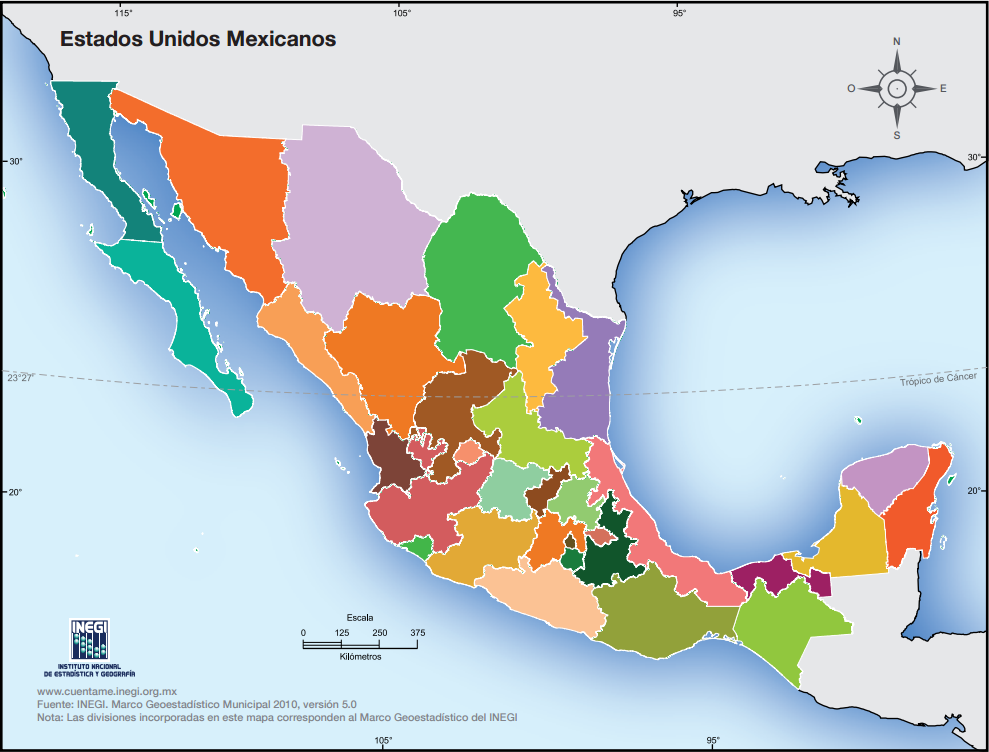 115°
105°
95°
Estados Unidos Mexicanos
N
O
E
S
30°
30°
23°27'
Trópico de Cáncer
20°
20°
Escala
0 125 250 375
Kilómetros
INEGI
INSTITUTO NACIONAL
DE ESTADÍSTICA Y GEOGRAFÍA
www.cuentame.inegi.org.mx
Fuente: INEGI. Marco Geoestadístico Municipal 2010, versión 5.0
Nota: Las divisiones incorporadas en este mapa corresponden al Marco Geoestadístico del INEGI
105°
95°